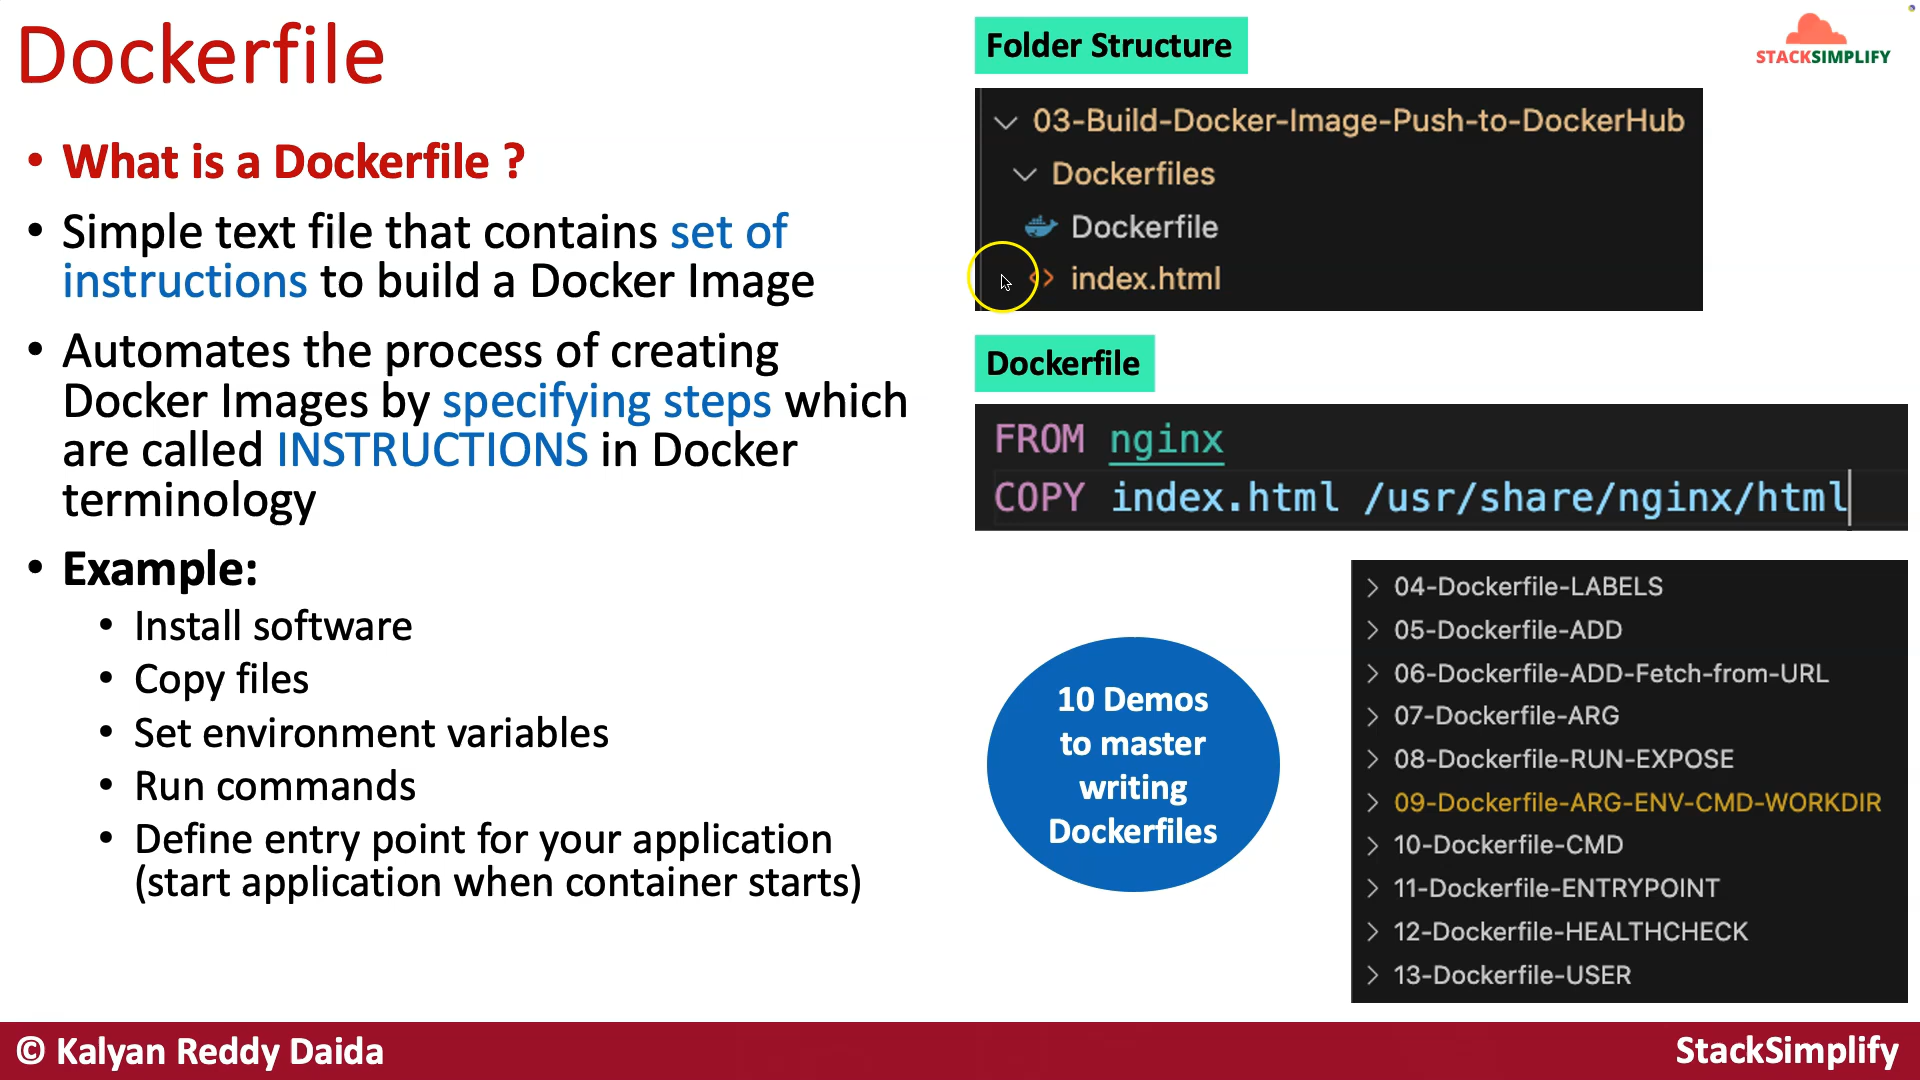 Dockerfile
• What is a Dockerfile ?
• Simple text file that contains set of
instructions to build a Docker Image
• Automates the process of creating
Docker Images by specifying steps which
are called INSTRUCTIONS in Docker
terminology
• Example:
• Install software
• Copy files
• Set environment variables
• Run commands
• Define entry point for your application
(start application when container starts)
Folder Structure
03-Build-Docker-Image-Push-to-DockerHub
Dockerfiles
Dockerfile
index.html
Dockerfile
FROM nginx
COPY index.html /usr/share/nginx/html
10 Demos
to master
writing
Dockerfiles
04-Dockerfile-LABELS
05-Dockerfile-ADD
06-Dockerfile-ADD-Fetch-from-URL
07-Dockerfile-ARG
08-Dockerfile-RUN-EXPOSE
09-Dockerfile-ARG-ENV-CMD-WORKDIR
10-Dockerfile-CMD
11-Dockerfile-ENTRYPOINT
12-Dockerfile-HEALTHCHECK
13-Dockerfile-USER
STACKSIMPLIFY
© Kalyan Reddy Daida
StackSimplify